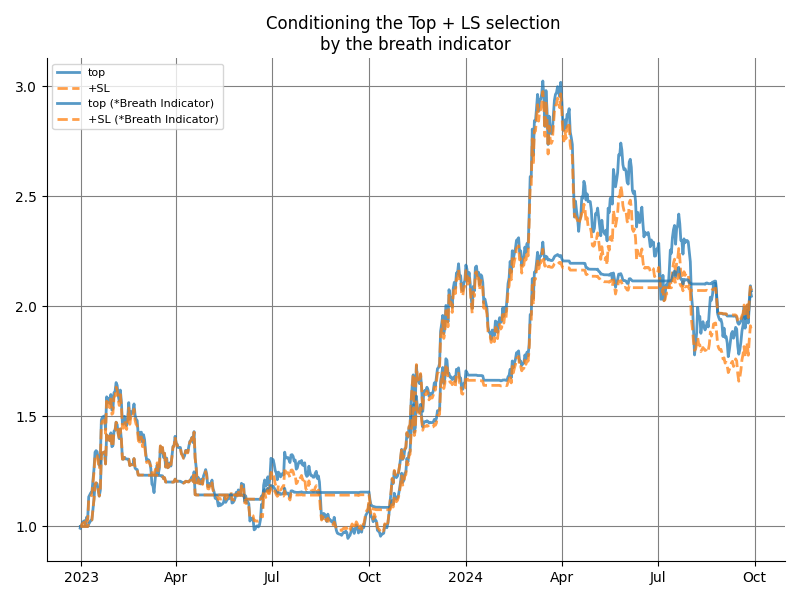 Conditioning the Top + LS selection
by the breath indicator
top
+SL
top (*Breath Indicator)
+SL (*Breath Indicator)
3.0
2.5
2.0
1.5
1.0
2023
Apr
Jul
Oct
2024
Apr
Jul
Oct